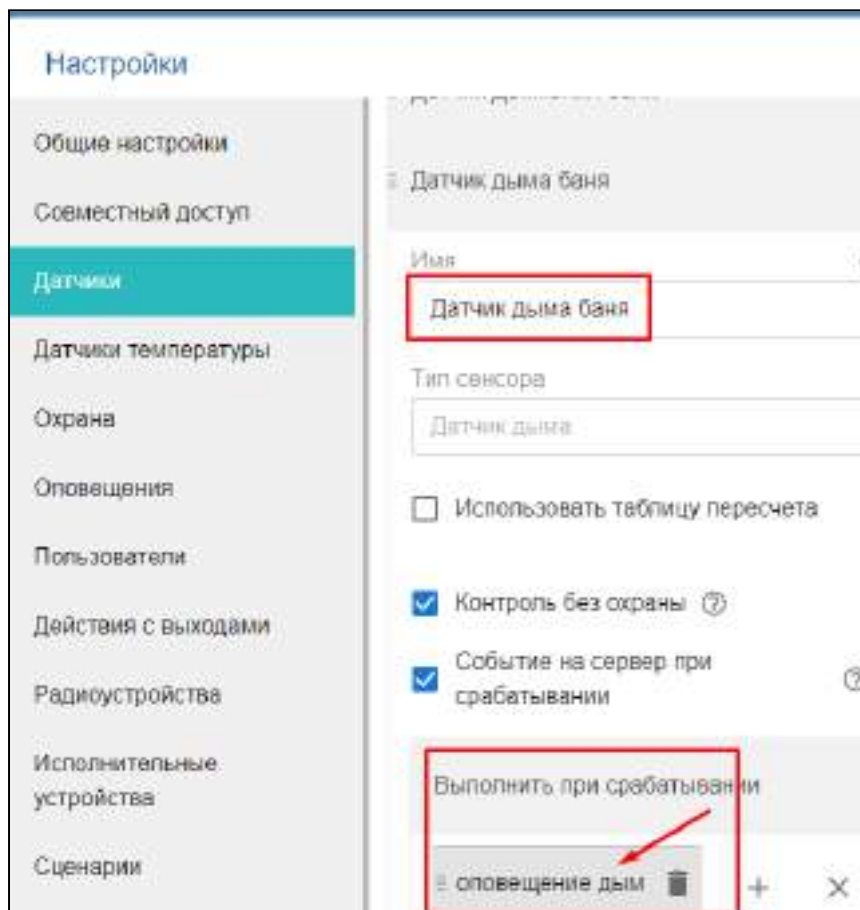 Настройки
Общие настройки
Совместный доступ
Датчики
Датчики температуры
Охрана
Оповещения
Пользователи
Действия с выходами
Радиоустройства
Исполнительные
устройства
Сценарии
Датчик дыма баня
Имя
Датчик дыма баня
Тип сенсора
Датчик дыма
Использовать таблицу пересчета
Контроль без охраны ?
Событие на сервер при
срабатывании ?
Выполнить при срабатывании
оповещение дым + ×